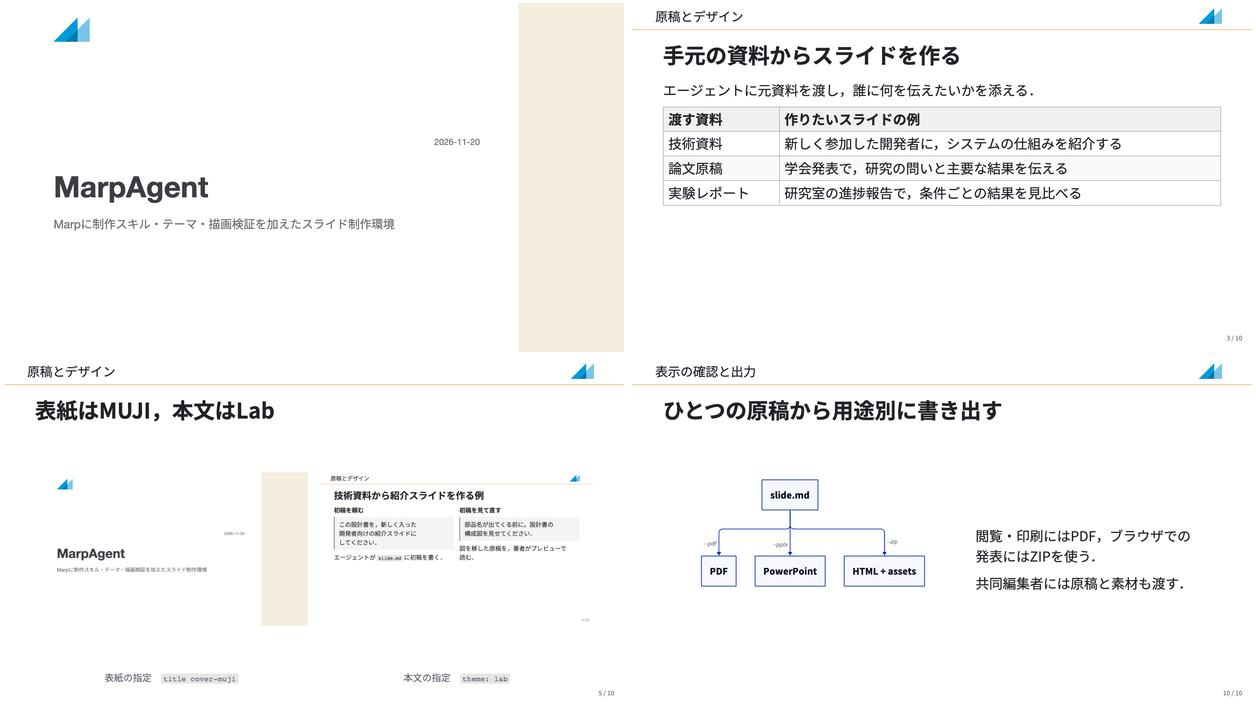 2026-11-20
MarpAgent
Marpに制作スキル・テーマ・描画検証を加えたスライド制作環境
原稿とデザイン
手元の資料からスライドを作る
エージェントに元資料を渡し，誰に何を伝えたいかを添える．
渡す資料 作りたいスライドの例
技術資料 新しく参加した開発者に，システムの仕組みを紹介する
論文原稿 学会発表で，研究の問いと主要な結果を伝える
実験レポート 研究室の進捗報告で，条件ごとの結果を見比べる
3 / 10
原稿とデザイン
表紙はMUJI，本文はLab
2026-11-20
MarpAgent
Marpに制作スキル・テーマ・描画検証を加えたスライド制作環境
原稿とデザイン
技術資料から紹介スライドを作る例
初稿を頼む
この設計書を，新しく入った
開発者向けの紹介スライドに
してください．
エージェントが slide.md に初稿を書く．
初稿を見て直す
部品名が出てくる前に，設計書の
構成図を見せてください．
図を移した原稿を，著者がプレビューで
読む．
表紙の指定 title cover-muji
本文の指定 theme: lab
5 / 10
表示の確認と出力
ひとつの原稿から用途別に書き出す
slide.md
--pdf
--pptx
--zip
PDF
PowerPoint
HTML + assets
閲覧・印刷にはPDF，ブラウザでの
発表にはZIPを使う．
共同編集者には原稿と素材も渡す．
10 / 10